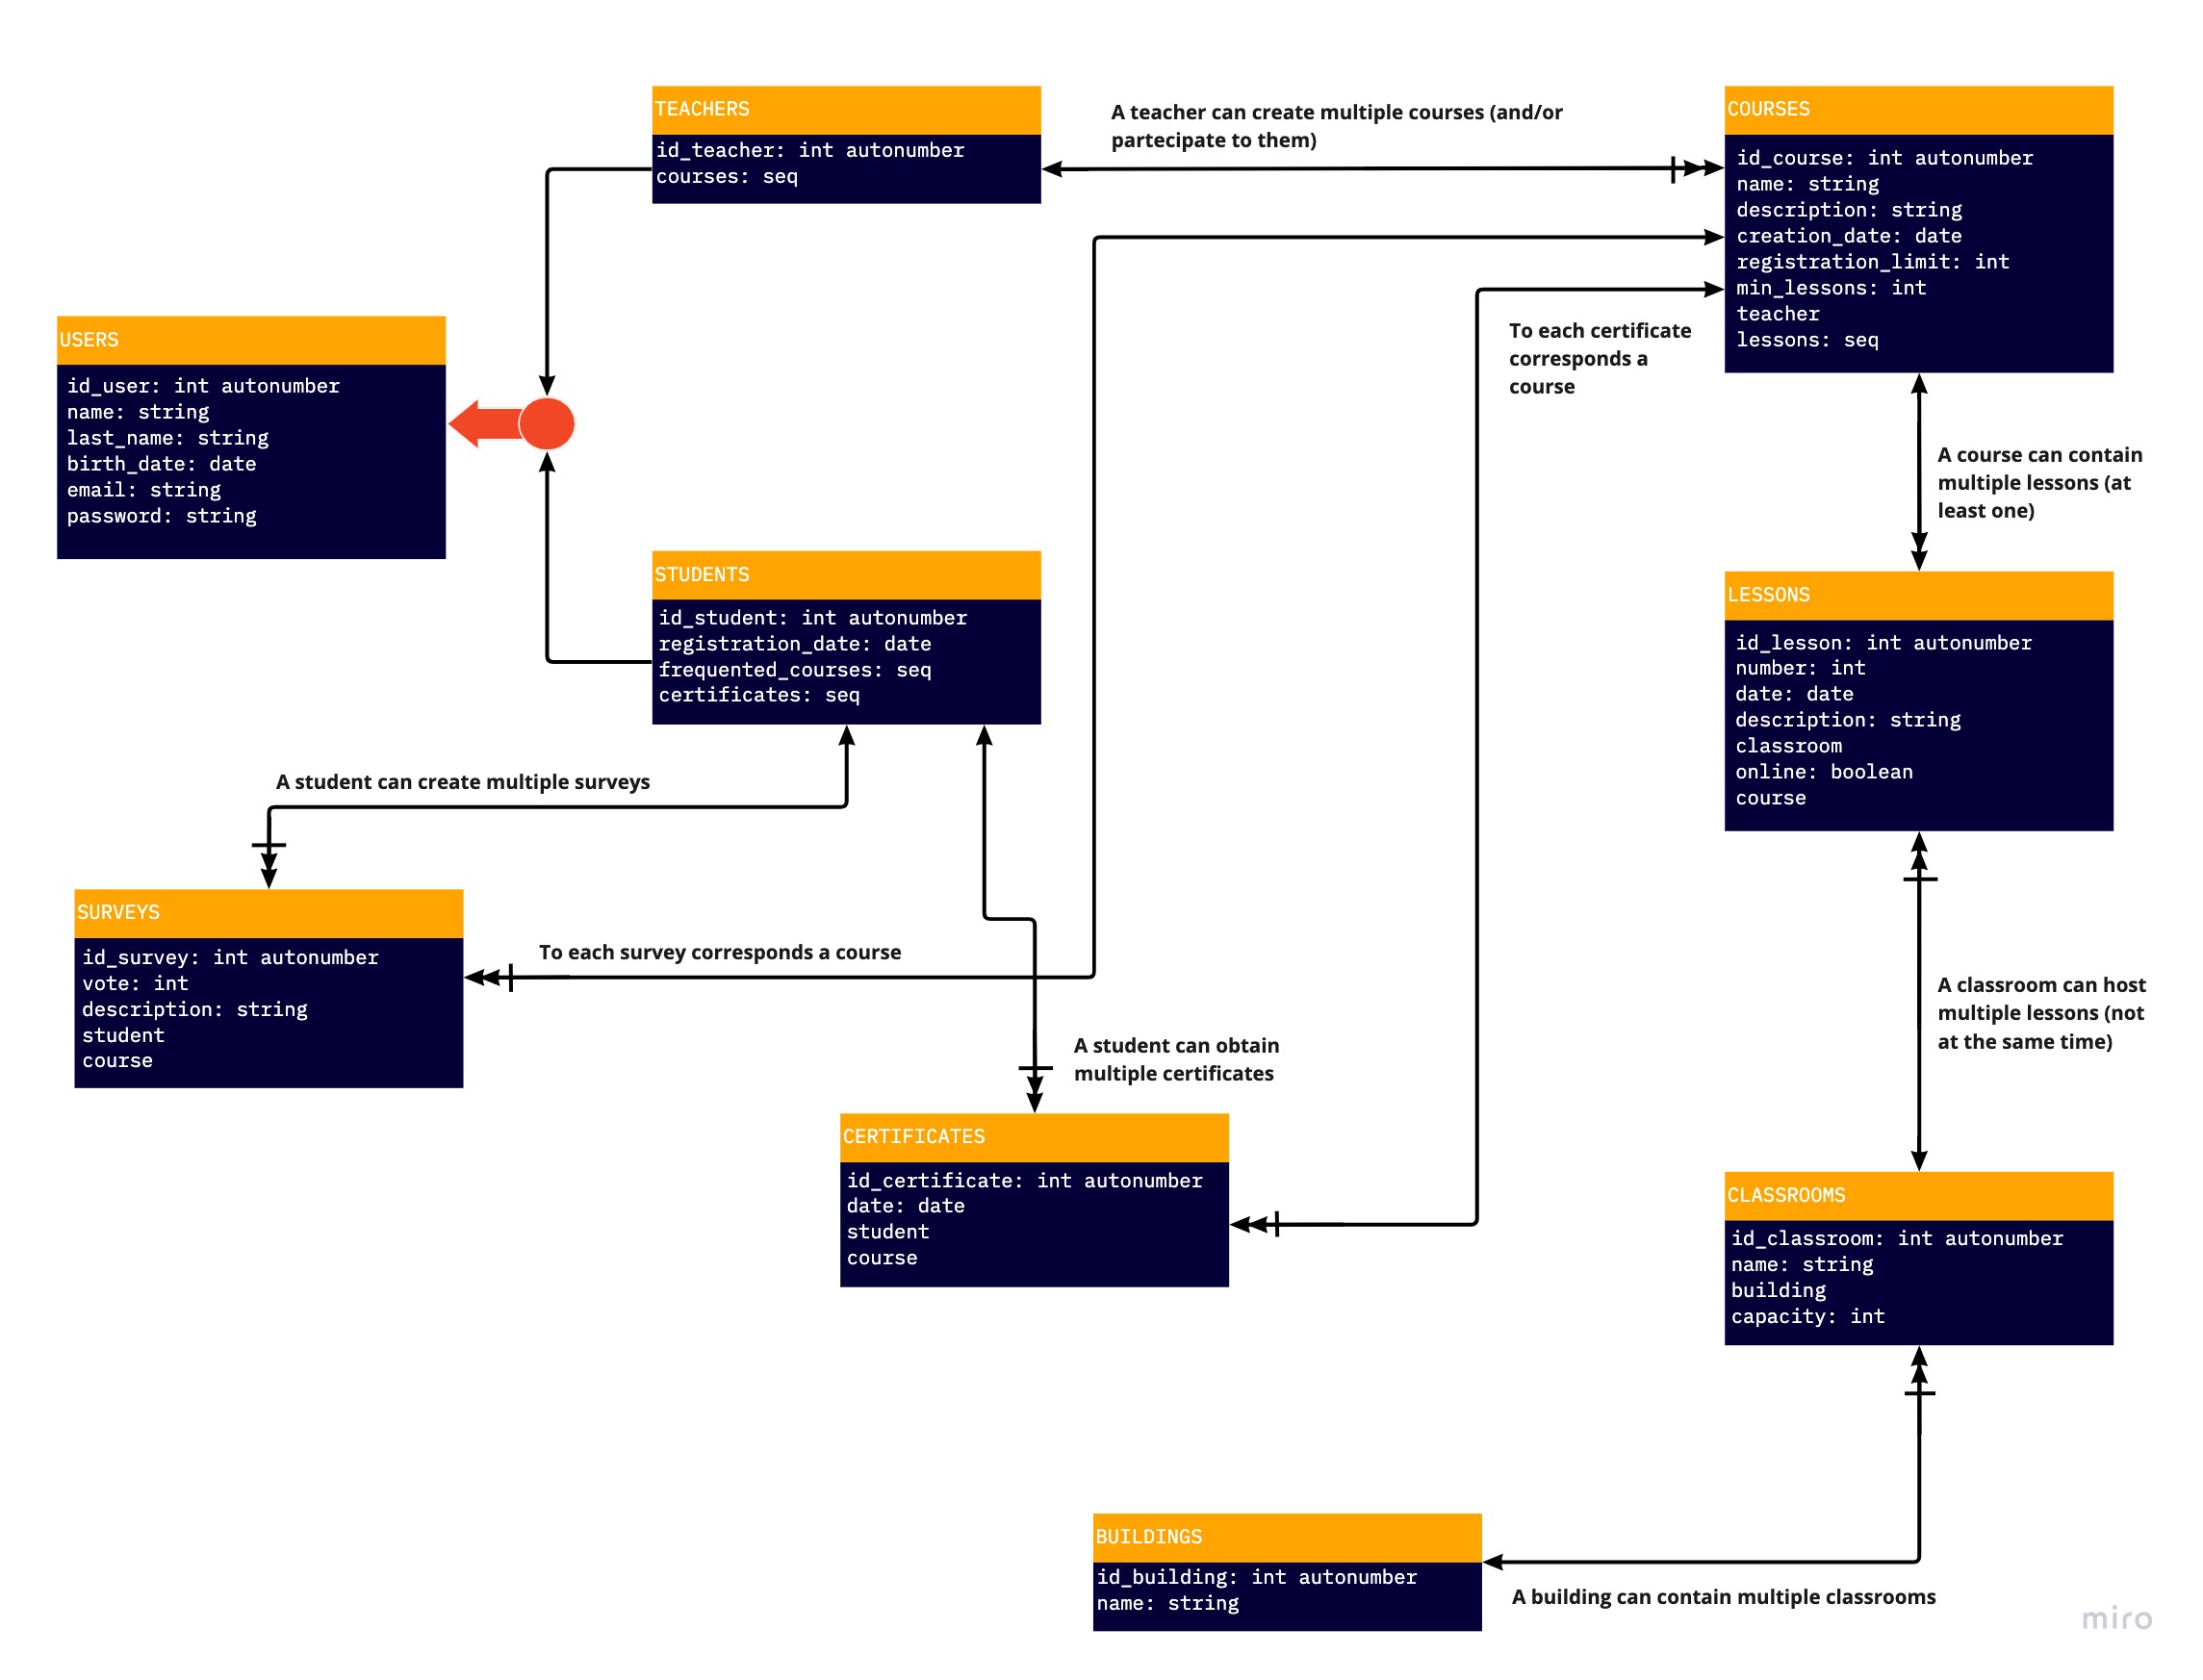 TEACHERS
id_teacher: int autonumber
courses: seq
A teacher can create multiple courses (and/or
partecipate to them)
COURSES
id_course: int autonumber
name: string
description: string
creation_date: date
registration_limit: int
min_lessons: int
teacher
lessons: seq
USERS
id_user: int autonumber
name: string
last_name: string
birth_date: date
email: string
password: string
To each certificate
corresponds a
course
A course can contain
multiple lessons (at
least one)
STUDENTS
id_student: int autonumber
registration_date: date
frequented_courses: seq
certificates: seq
LESSONS
id_lesson: int autonumber
number: int
date: date
description: string
classroom
online: boolean
course
A student can create multiple surveys
SURVEYS
id_survey: int autonumber
vote: int
description: string
student
course
To each survey corresponds a course
A student can obtain
multiple certificates
A classroom can host
multiple lessons (not
at the same time)
CERTIFICATES
id_certificate: int autonumber
date: date
student
course
CLASSROOMS
id_classroom: int autonumber
name: string
building
capacity: int
BUILDINGS
id_building: int autonumber
name: string
A building can contain multiple classrooms
miro